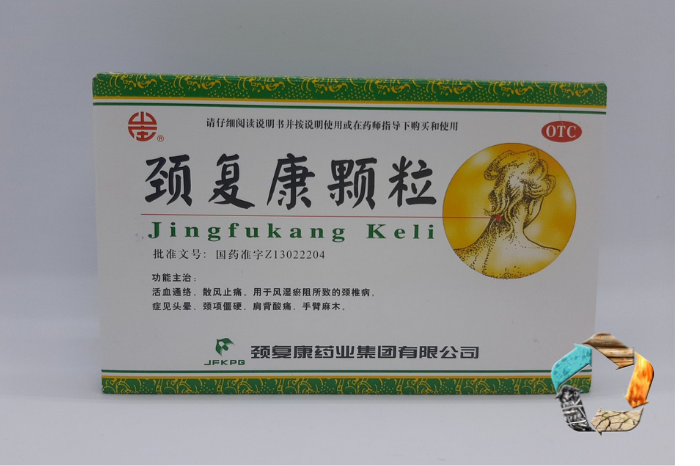 请仔细阅读说明书并按说明使用或在药师指导下购买和使用
OTC
®
颈复康颗粒
Jingfukang Keli
批准文号：国药准字Z13022204
功能主治：
活血通络，散风止痛，用于风湿瘀阻所致的颈椎病，
症见头晕、颈项僵硬、肩背酸痛、手臂麻木。
JFKPG
颈复康药业集团有限公司